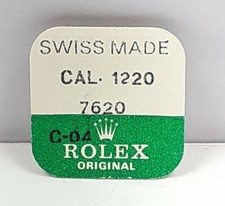 SWISS MADE
CAL. 1220
7620
C-04
ROLEX
ORIGINAL